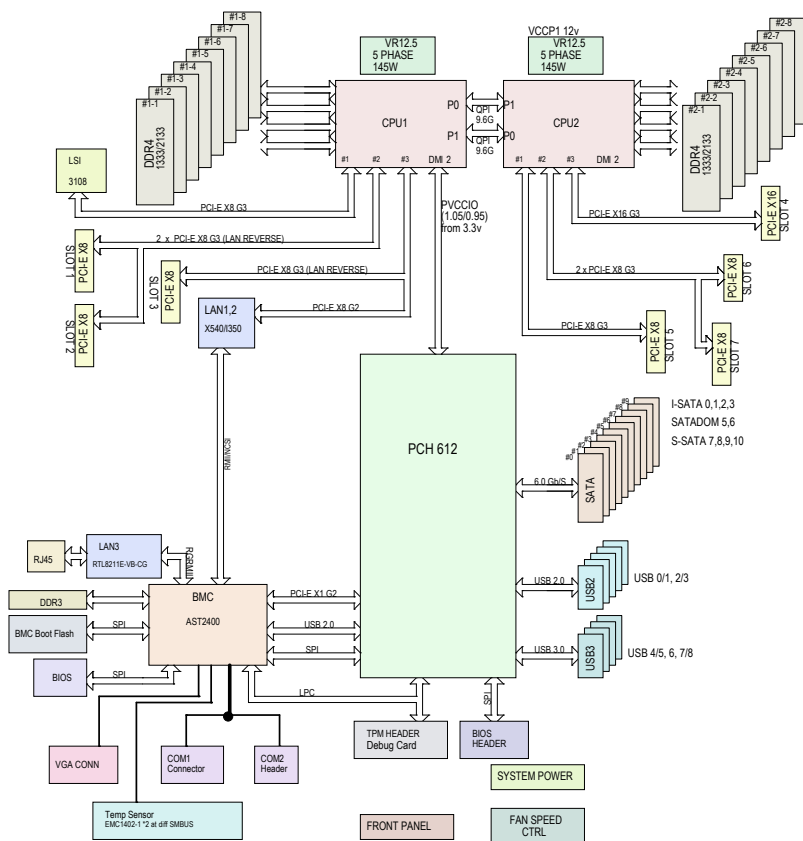 #1-8
#1-7
#1-6
#1-5
#1-4
#1-3
#1-2
#1-1
DDR4
1333/2133
VR12.5
5 PHASE
145W
VCCP1 12v
VR12.5
5 PHASE
145W
#2-8
#2-7
#2-6
#2-5
#2-4
#2-3
#2-2
#2-1
DDR4
1333/2133
CPU1
P0
P1
#1
#2
#3
DMI 2
QPI
9.6G
QPI
9.6G
CPU2
P1
P0
#1
#2
#3
DMI 2
LSI
3108
PCI-E X8 G3
PVCCIO
(1.05/0.95)
from 3.3v
PCI-E X16 G3
PCI-E X16
SLOT 4
2 x PCI-E X8 G3 (LAN REVERSE)
PCI-E X8
SLOT 1
PCI-E X8
SLOT 2
PCI-E X8 G3 (LAN REVERSE)
PCI-E X8
SLOT 3
2 x PCI-E X8 G3
PCI-E X8
SLOT 6
PCI-E X8
SLOT 7
LAN1,2
X540/I350
PCI-E X8 G2
PCI-E X8 G3
PCI-E X8
SLOT 5
PCH 612
#9
#8
#7
#6
#5
#4
#3
#2
#1
#0
SATA
6.0 Gb/S
I-SATA 0,1,2,3
SATADOM 5,6
S-SATA 7,8,9,10
RMII/NCSI
RJ45
LAN3
RTL8211E-VB-CG
RGRMII
BMC
AST2400
DDR3
BMC Boot Flash
SPI
BIOS
SPI
PCI-E X1 G2
USB 2.0
SPI
LPC
USB 2.0
USB2
USB 0/1, 2/3
USB 3.0
USB3
USB 4/5, 6, 7/8
SPI
VGA CONN
COM1
Connector
COM2
Header
TPM HEADER
Debug Card
BIOS
HEADER
SYSTEM POWER
Temp Sensor
EMC1402-1 *2 at diff SMBUS
FRONT PANEL
FAN SPEED
CTRL